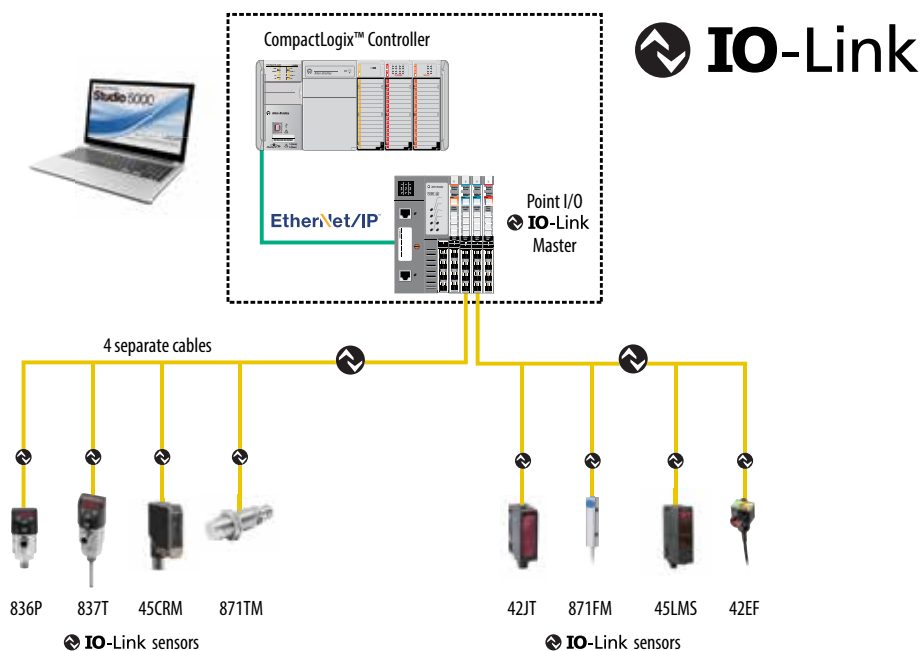 CompactLogix™ Controller
IO-Link
Studio 5000
EtherNet/IP
Point I/O
IO-Link
Master
4 separate cables
836P 837T 45CRM 871TM
42JT 871FM 45LMS 42EF
IO-Link sensors
IO-Link sensors